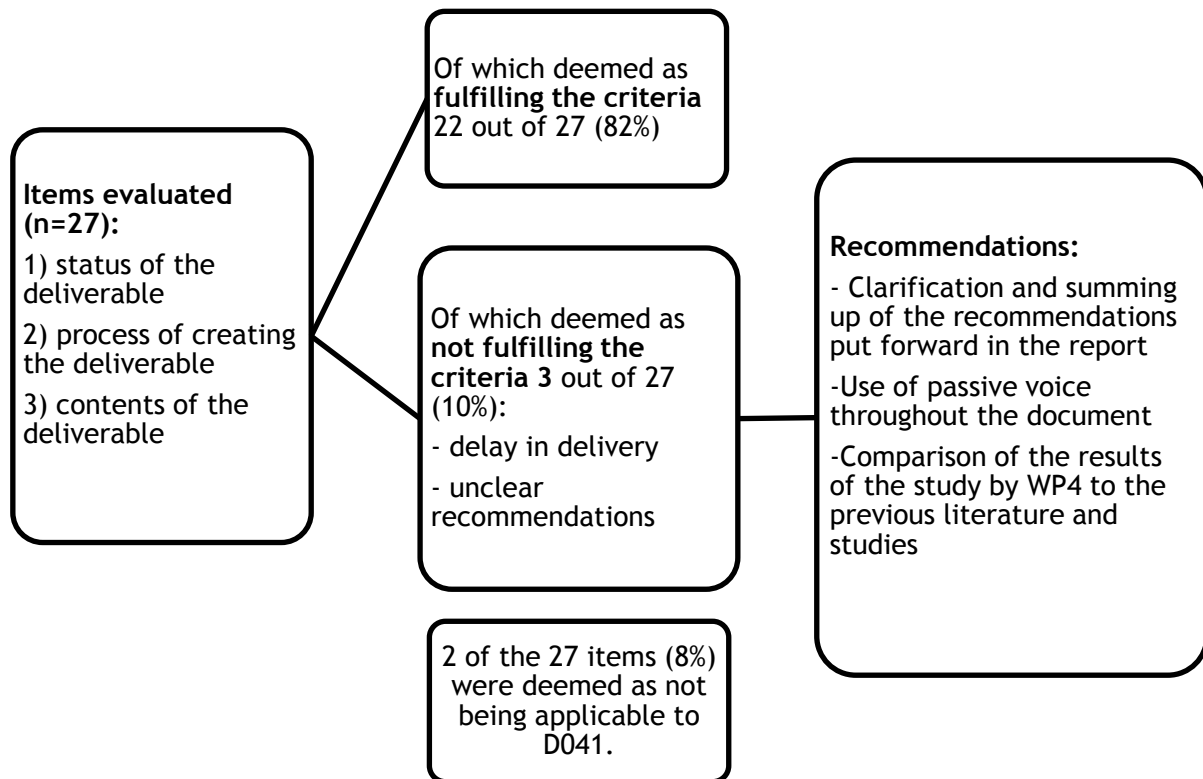 Items evaluated
(n=27):
1) status of the
deliverable
2) process of creating
the deliverable
3) contents of the
deliverable
Of which deemed as
fulfilling the criteria
22 out of 27 (82%)
Of which deemed as
not fulfilling the
criteria 3 out of 27
(10%):
- delay in delivery
- unclear
recommendations
2 of the 27 items (8%)
were deemed as not
being applicable to
D041.
Recommendations:
- Clarification and summing
up of the recommendations
put forward in the report
-Use of passive voice
throughout the document
-Comparison of the results
of the study by WP4 to the
previous literature and
studies